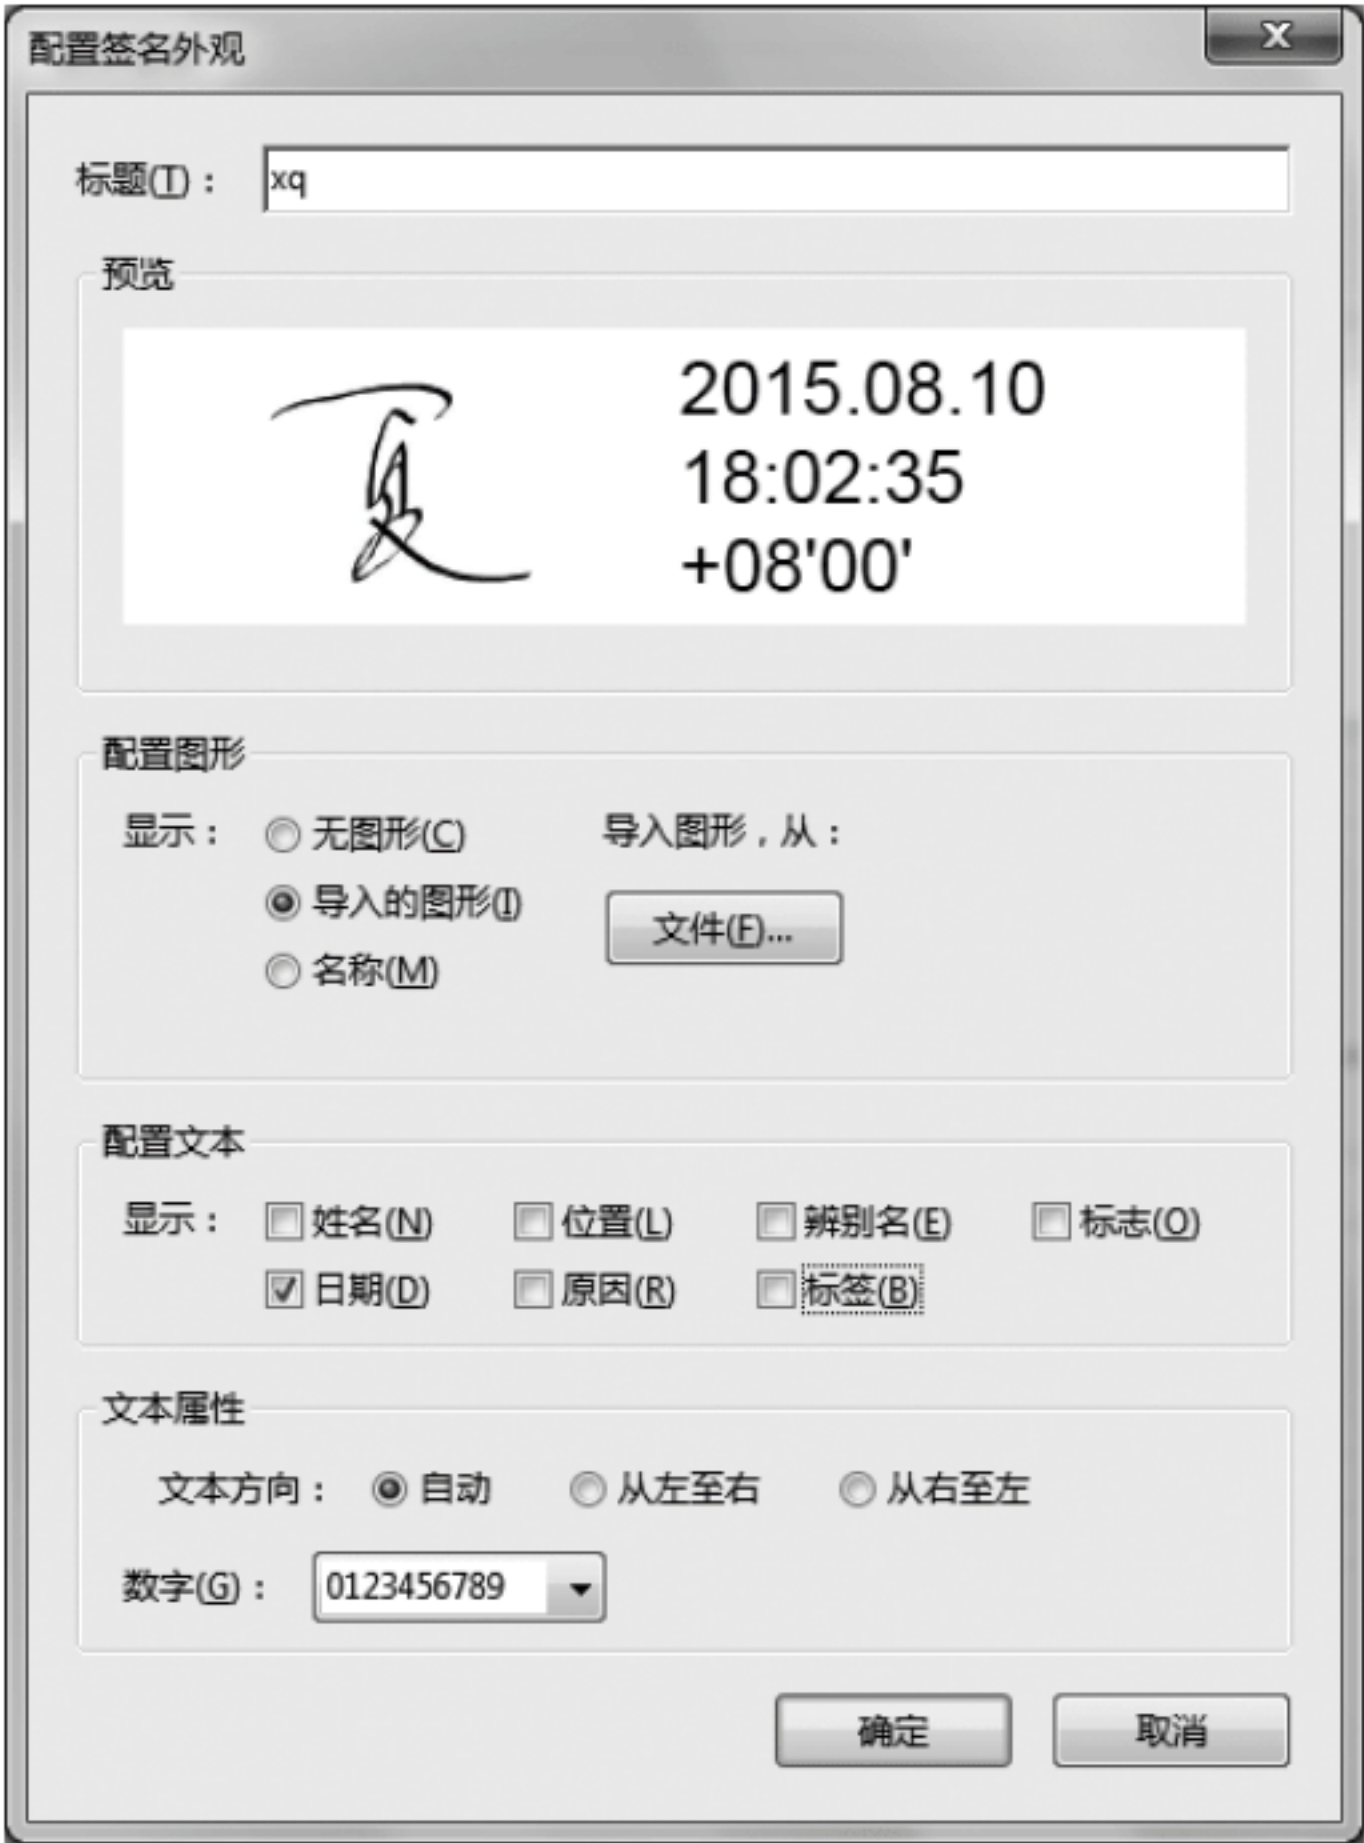 配置签名外观
标题(T)： xq
预览
夏
2015.08.10
18:02:35
+08'00'
配置图形
显示： 无图形(C) 导入图形，从：
导入的图形(I) 文件(F)...
名称(M)
配置文本
显示： 姓名(N) 位置(L) 辨别名(E) 标志(O)
日期(D) 原因(R) 标签(B)
文本属性
文本方向： 自动 从左至右 从右至左
数字(G)： 0123456789
确定 取消